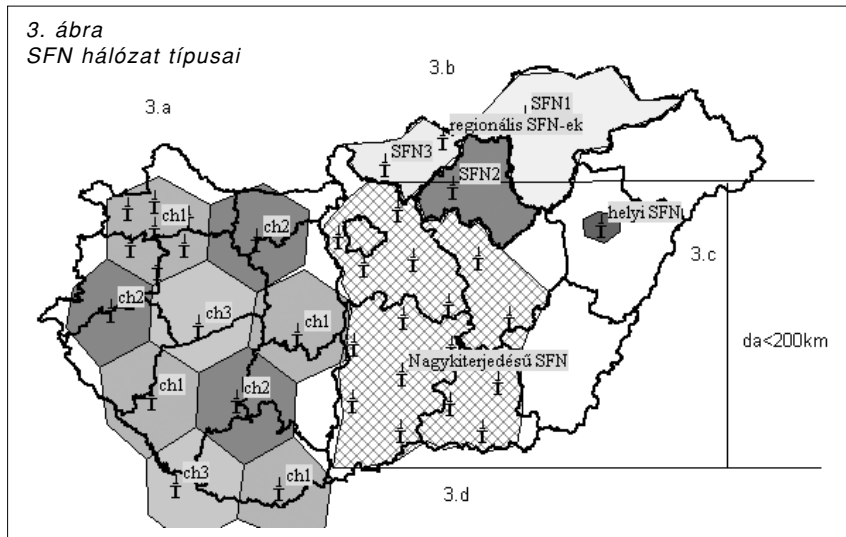 3. ábra
SFN hálózat típusai
3.b
3.a
SFN1
regionális SFN-ek
SFN3
SFN2
ch1
ch2
helyi SFN
3.c
ch2
ch3
ch1
da<200km
Nagykiterjedésű SFN
ch1
ch2
ch3
ch1
3.d